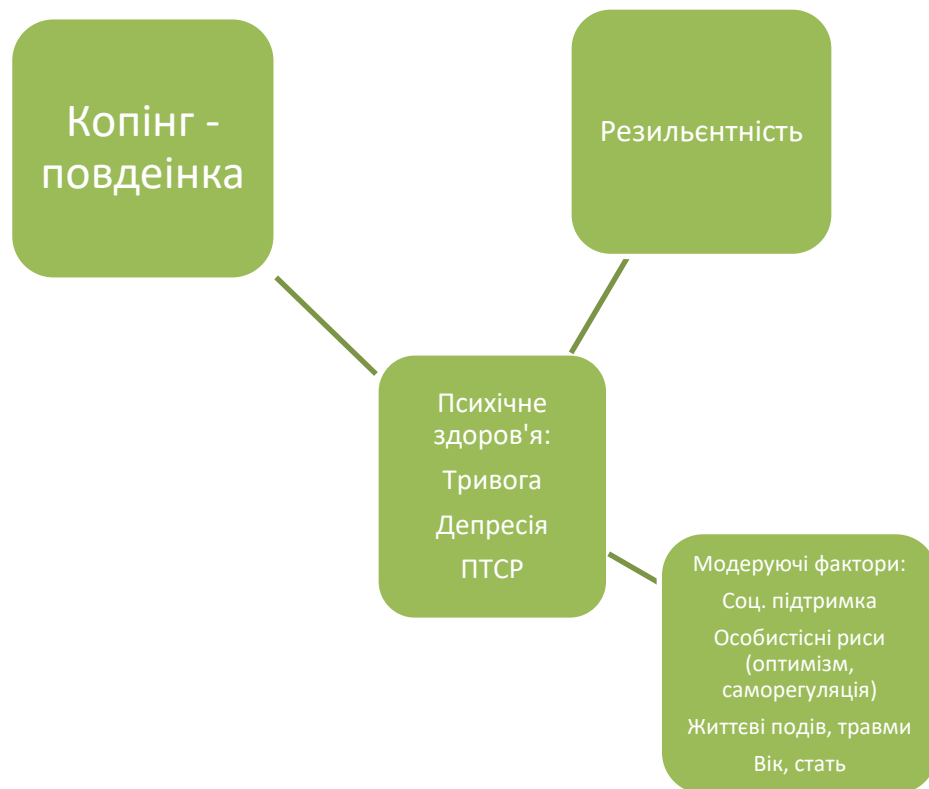 Копінг -
повдеінка
Резильєнтність
Психічне
здоров'я:
Тривога
Депресія
ПТСР
Модеруючі фактори:
Соц. підтримка
Особистісні риси
(оптимізм,
саморегуляція)
Життєві подів, травми
Вік, стать